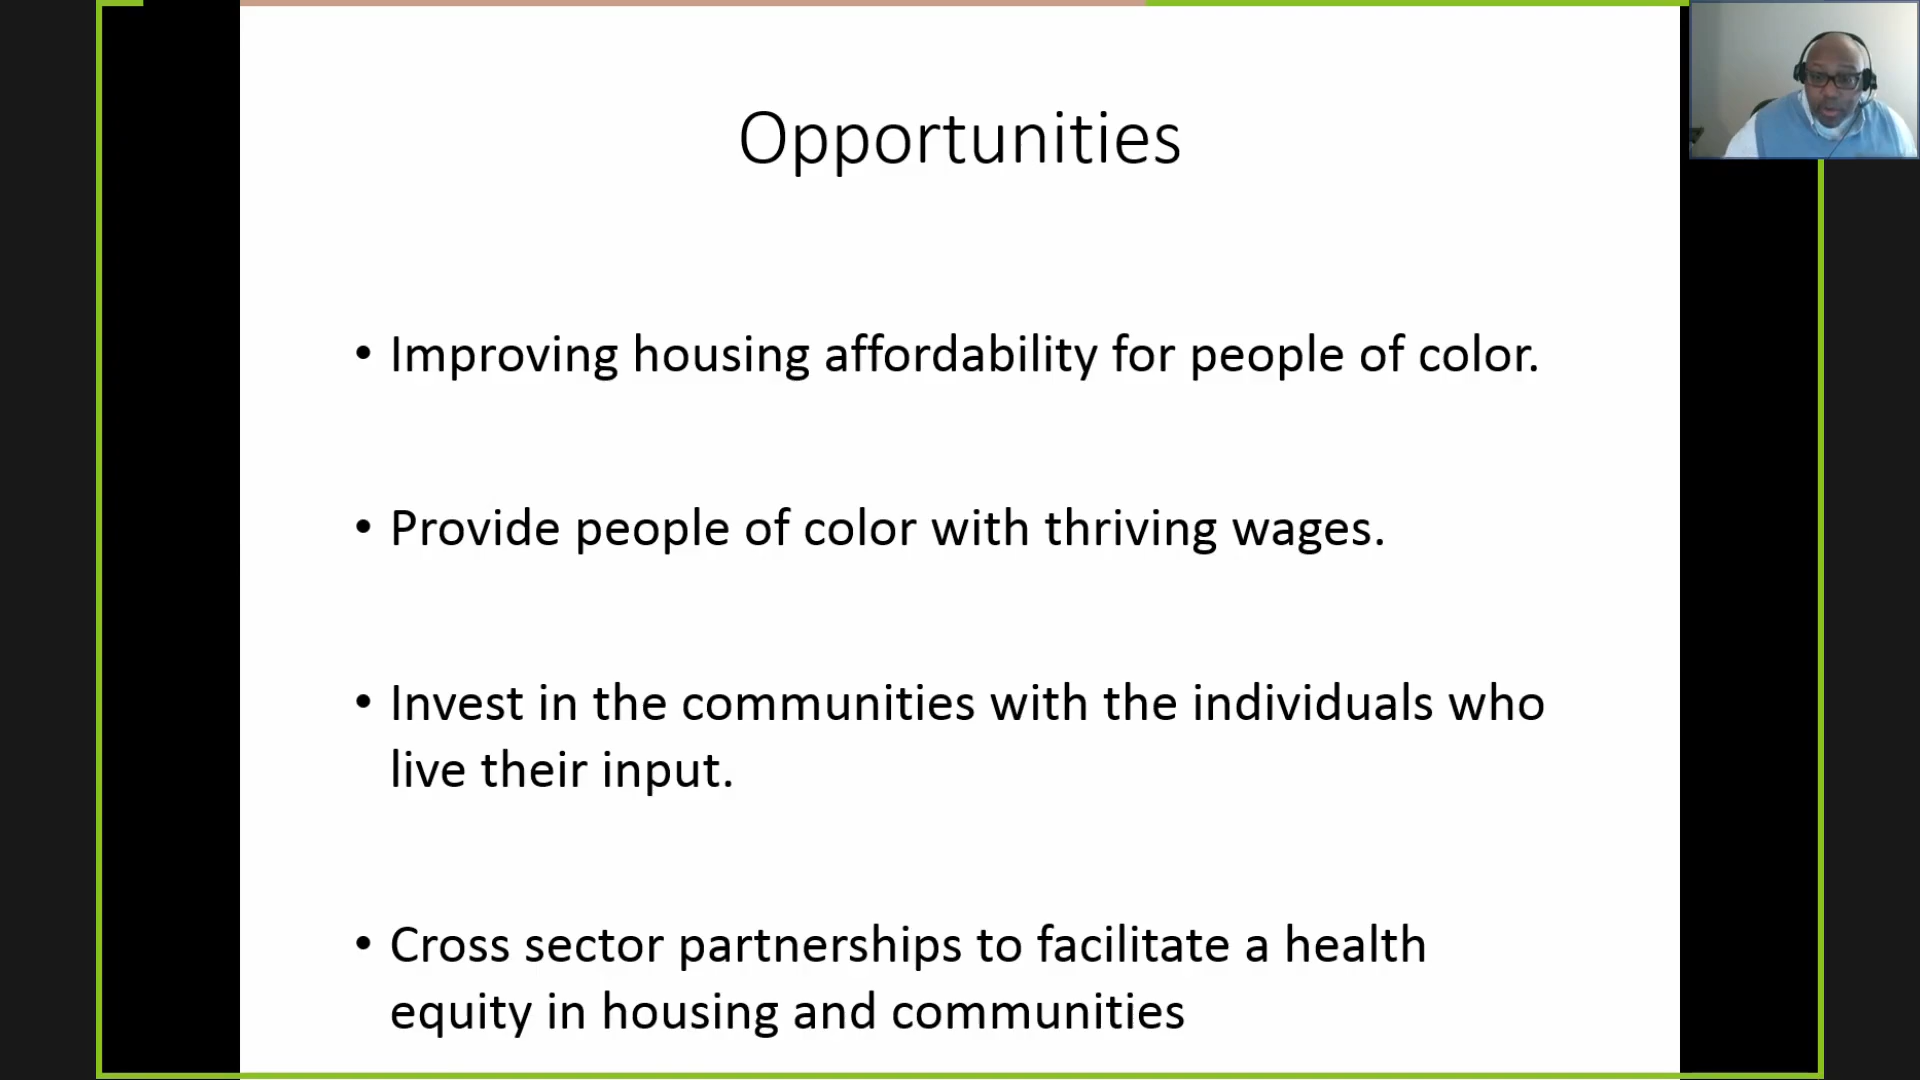 Opportunities
• Improving housing affordability for people of color.
• Provide people of color with thriving wages.
• Invest in the communities with the individuals who
live their input.
• Cross sector partnerships to facilitate a health
equity in housing and communities